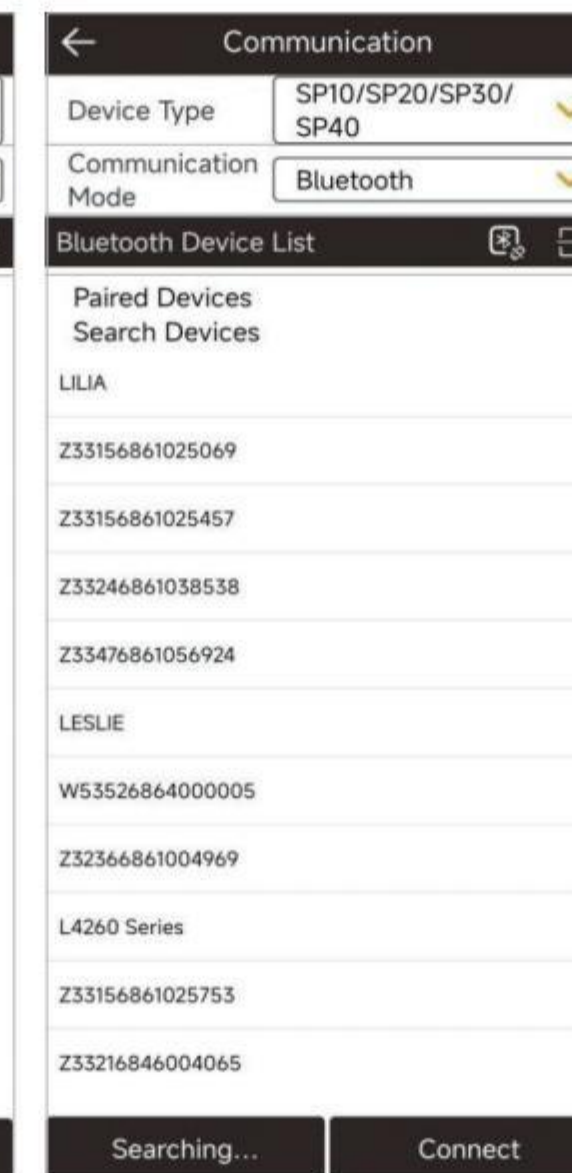 Communication
Device Type
SP10/SP20/SP30/
SP40
Communication
Mode
Bluetooth
Bluetooth Device List
Paired Devices
Search Devices
LILIA
Z33156861025069
Z33156861025457
Z33246861038538
Z33476861056924
LESLIE
W53526864000005
Z32366861004969
L4260 Series
Z33156861025753
Z33216846004065
Searching...
Connect